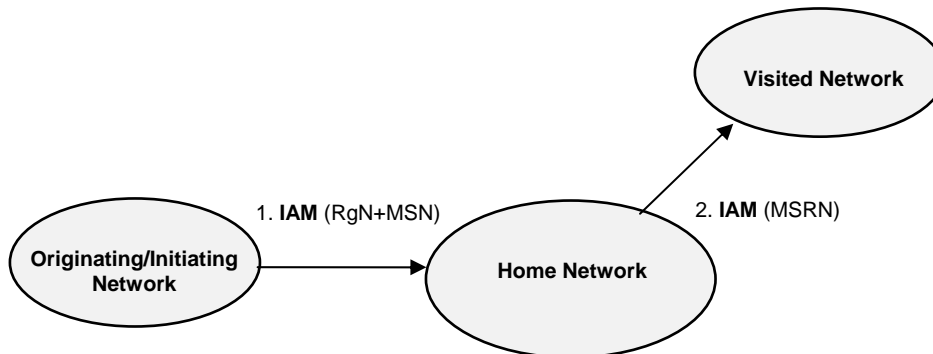 Visited Network
1. IAM (RgN+MSN)
2. IAM (MSRN)
Originating/Initiating
Network
Home Network